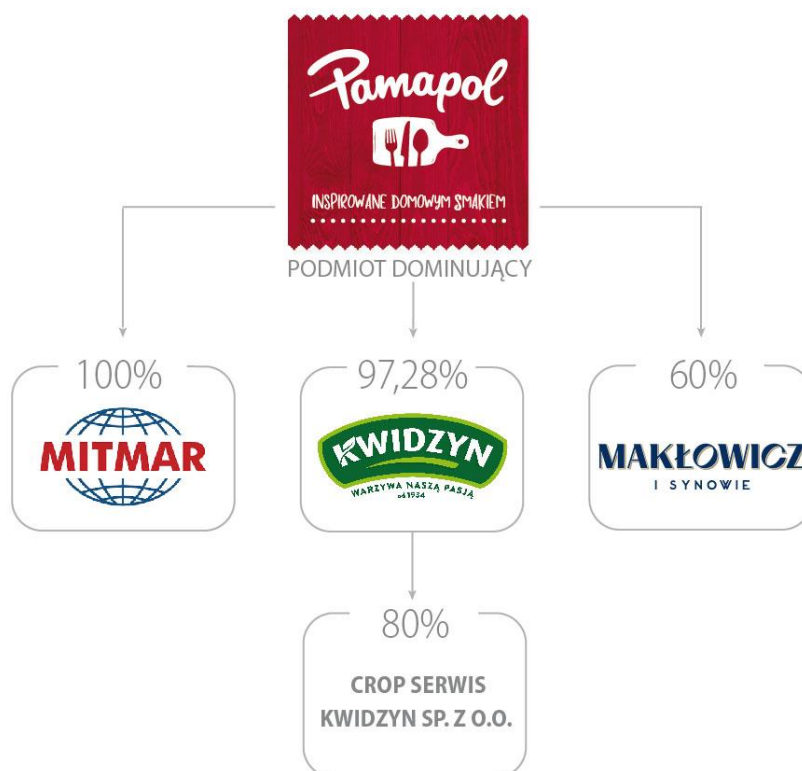 Pamapol
INSPIROWANE DOMOWYM SMAKIEM
PODMIOT DOMINUJĄCY
100%
MITMAR
97,28%
KWIDZYN
WARZYWA NASZĄ PASJĄ
od 1934
60%
MAKŁOWICZ
I SYNOWIE
80%
CROP SERWIS
KWIDZYN SP. Z O.O.